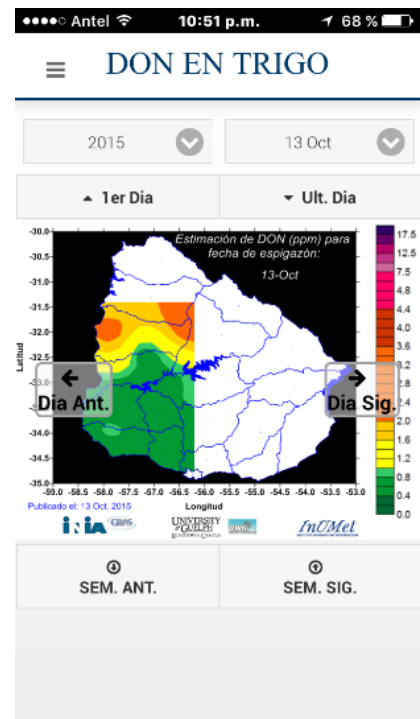 Antel 10:51 p.m. 68 %
DON EN TRIGO
2015 13 Oct
1er Dia Ult. Dia
Estimación de DON (ppm) para
fecha de espigazón:
13-Oct
-30.0
-30.5
-31.0
-31.5
-32.0
-32.5
-33.0
-34.0
-34.5
-35.0
Latitud
17.5
12.5
7.5
4.8
4.4
4.0
3.6
3.2
2.8
2.4
2.0
1.6
1.2
0.8
0.4
0.0
Dia Ant. Dia Sig.
-59.0 -58.5 -58.0 -57.5 -57.0 -56.5 -56.0 -55.5 -55.0 -54.5 -54.0 -53.5 -53.0
Publicado el: 13 Oct. 2015 Longitud
inia GRAS UNIVERSITY of GUELPH InUMet
SEM. ANT. SEM. SIG.